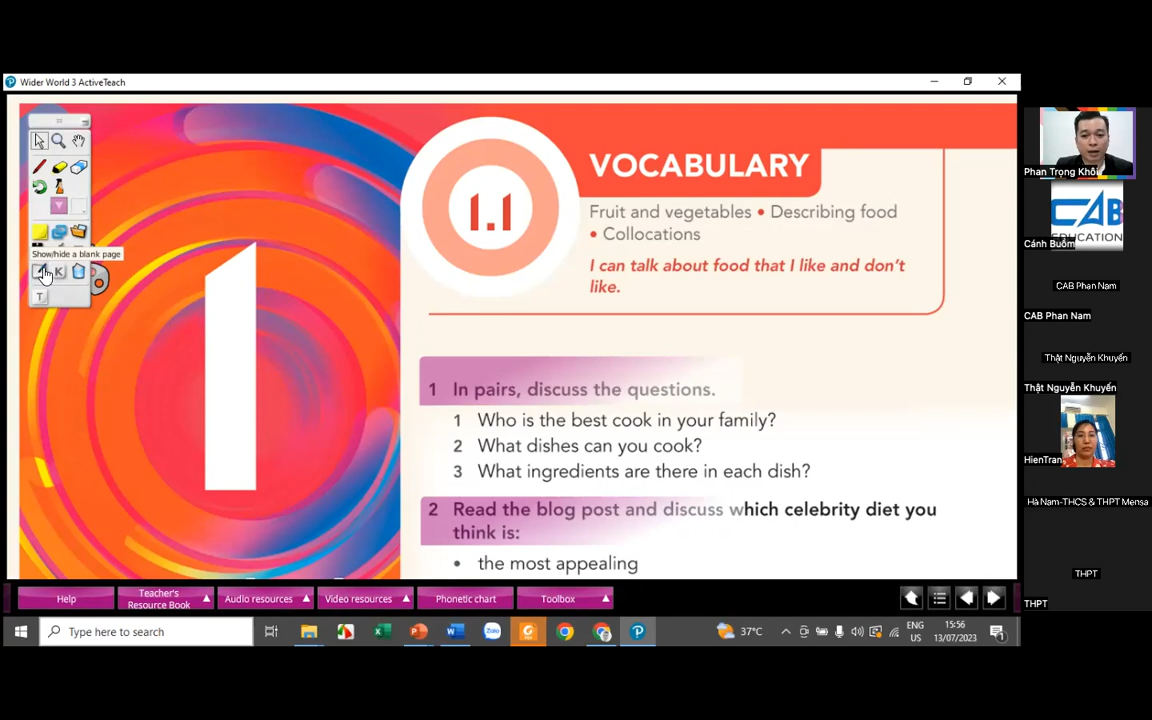 Wider World 3 ActiveTeach
Show/hide a blank page
K
T
1
1.1
VOCABULARY
Fruit and vegetables • Describing food
• Collocations
I can talk about food that I like and don't
like.
1 In pairs, discuss the questions.
1 Who is the best cook in your family?
2 What dishes can you cook?
3 What ingredients are there in each dish?
2 Read the blog post and discuss which celebrity diet you
think is:
• the most appealing
Help
Teacher's
Resource Book
Audio resources
Video resources
Phonetic chart
Toolbox
Type here to search
Zalo
37°C
ENG
US
15:56
13/07/2023
Phan Trọng Khôi
CAB
EDUCATION
Cánh Buồm
CAB Phan Nam
CAB Phan Nam
Thật Nguyễn Khuyến
Thật Nguyễn Khuyến
HienTran
Hà Nam-THCS & THPT Mensa
THPT
THPT